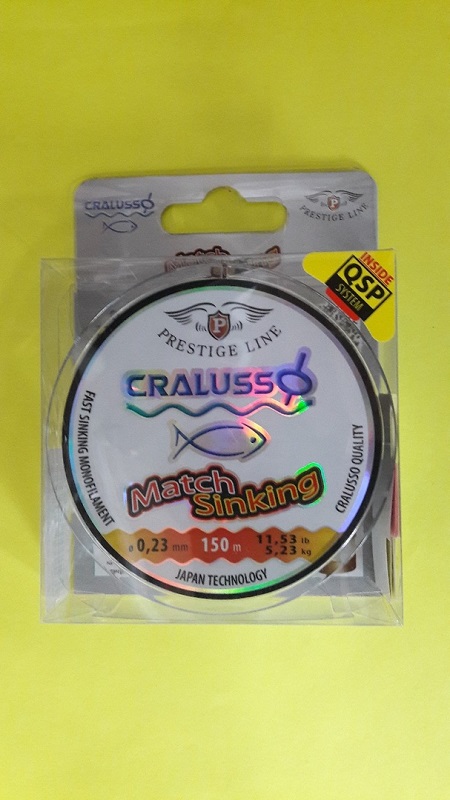 CRALUSSO
P
PRESTIGE LINE
INSIDE
QSP
SYSTEM
P
PRESTIGE LINE
CRALUSSO
FAST SINKING MONOFILAMENT
CRALUSSO QUALITY
Match
Sinking
ø 0,23 mm 150 m 11,53 lb
5,23 kg
JAPAN TECHNOLOGY